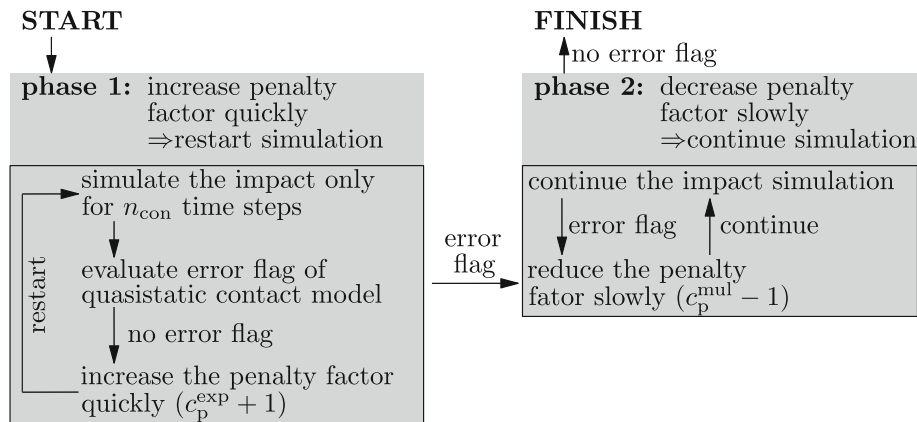 START
phase 1: increase penalty
factor quickly
⇒restart simulation
simulate the impact only
for n_con time steps
evaluate error flag of
quasistatic contact model
no error flag
increase the penalty factor
quickly (c_p^exp + 1)
restart
error
flag
FINISH
no error flag
phase 2: decrease penalty
factor slowly
⇒continue simulation
continue the impact simulation
error flag
continue
reduce the penalty
fator slowly (c_p^mul − 1)